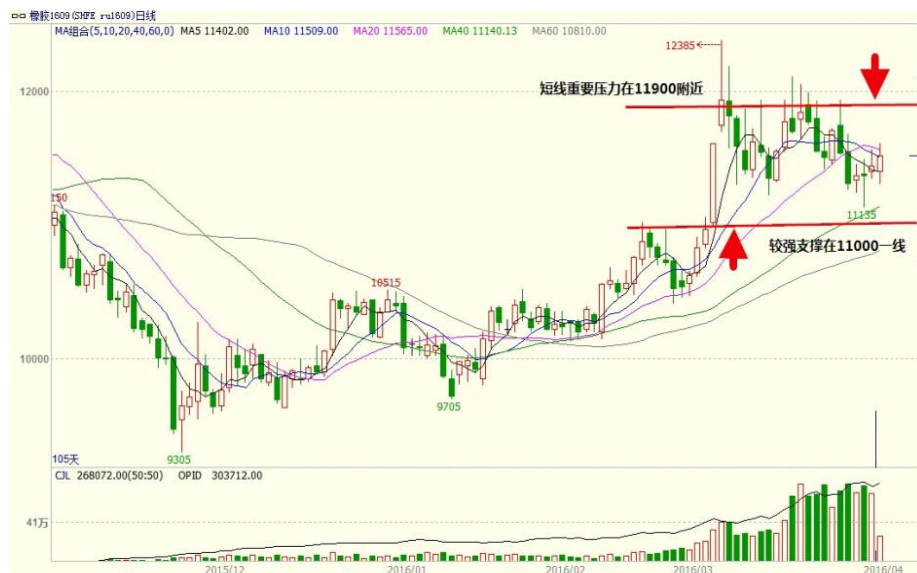 橡胶1609(SHFE ru1609)日线
MA组合(5,10,20,40,60,0) MA5 11402.00 MA10 11509.00 MA20 11565.00 MA40 11140.13 MA60 10810.00
12385
12000
短线重要压力在11900附近
150
11135
较强支撑在11000一线
10515
10000
9705
9305
105天
CJL 268072.00(50:50) OPID 303712.00
41万
2015/12 2016/01 2016/02 2016/03 2016/04